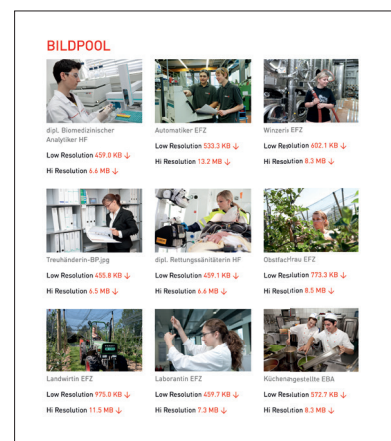 BILDPOOL
dipl. Biomedizinischer
Analytiker HF
Low Resolution 459.0 KB ↓
Hi Resolution 6.6 MB ↓
Automatiker EFZ
Low Resolution 533.3 KB ↓
Hi Resolution 13.2 MB ↓
Winzerin EFZ
Low Resolution 602.1 KB ↓
Hi Resolution 8.3 MB ↓
Treuhänderin-BP.jpg
Low Resolution 455.8 KB ↓
Hi Resolution 6.5 MB ↓
dipl. Rettungssanitäterin HF
Low Resolution 459.1 KB ↓
Hi Resolution 6.6 MB ↓
Obstfachfrau EFZ
Low Resolution 773.3 KB ↓
Hi Resolution 8.5 MB ↓
Landwirtin EFZ
Low Resolution 975.0 KB ↓
Hi Resolution 11.5 MB ↓
Laborantin EFZ
Low Resolution 459.7 KB ↓
Hi Resolution 7.3 MB ↓
Küchenangestellte EBA
Low Resolution 572.7 KB ↓
Hi Resolution 8.3 MB ↓